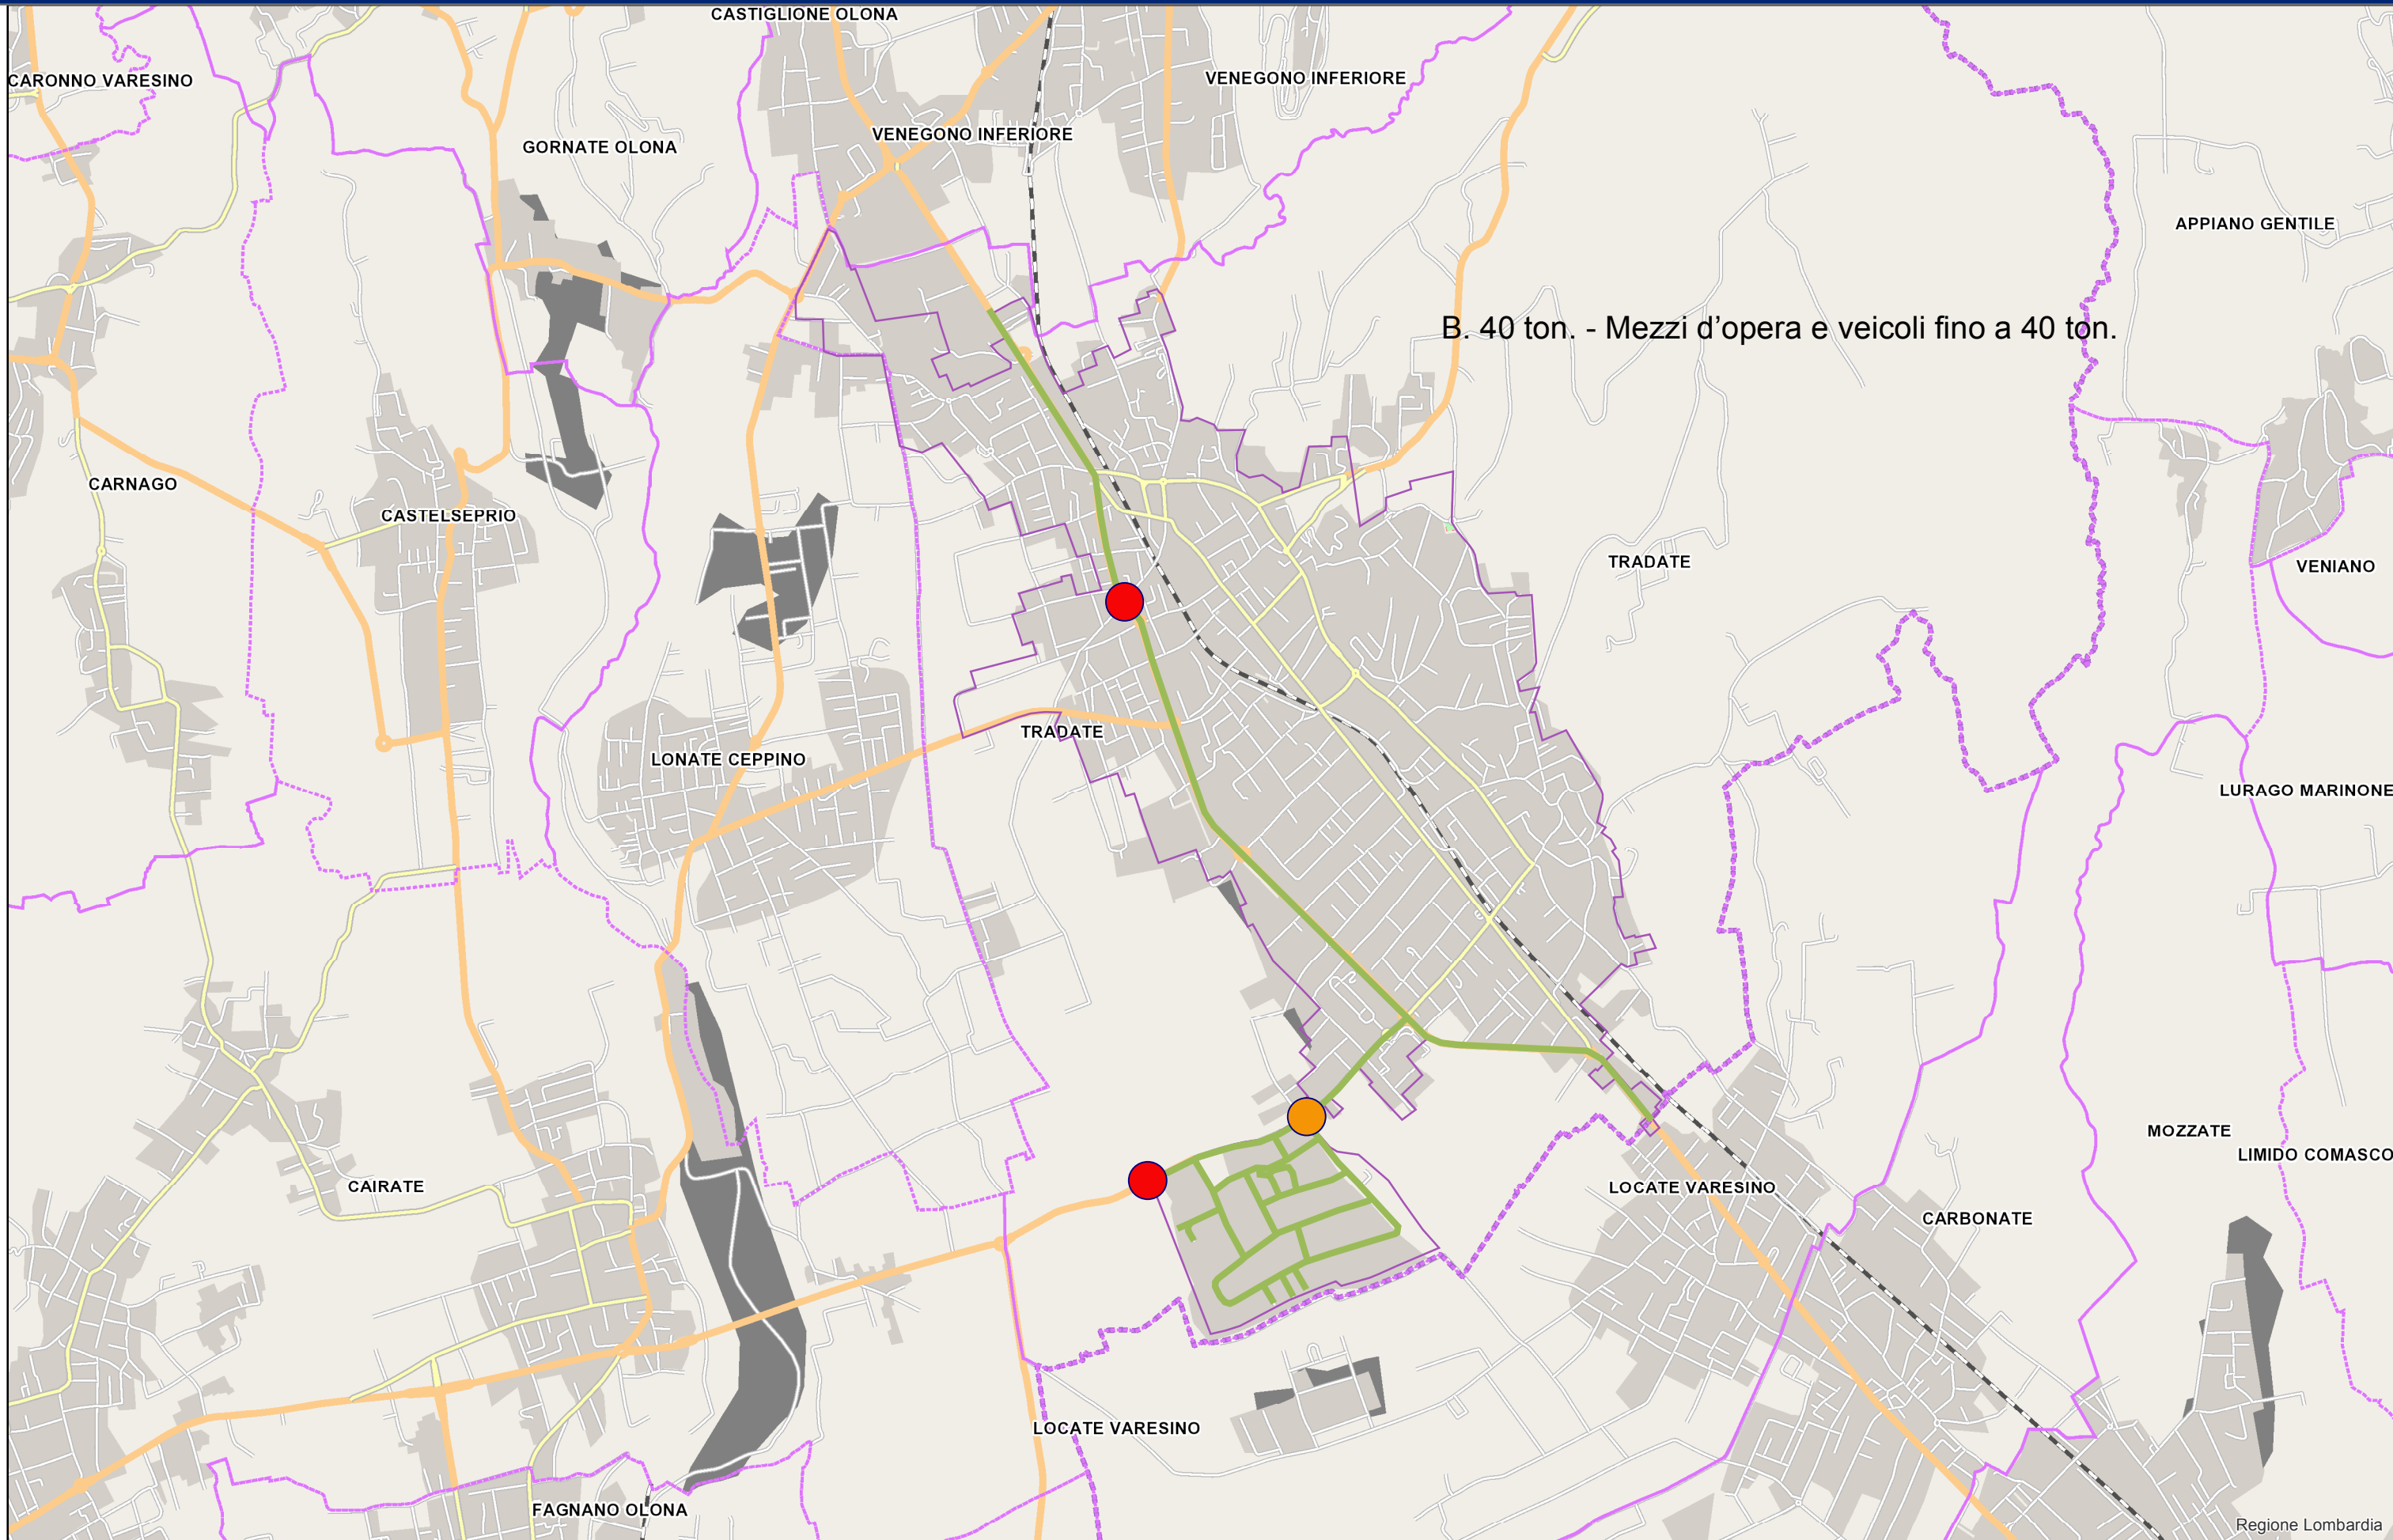 CASTIGLIONE OLONA
CARONNO VARESINO
VENEGONO INFERIORE
VENEGONO INFERIORE
GORNATE OLONA
APPIANO GENTILE
B. 40 ton. - Mezzi d'opera e veicoli fino a 40 ton.
CARNAGO
CASTELSEPRIO
TRADATE
VENIANO
TRADATE
LONATE CEPPINO
LURAGO MARINONE
MOZZATE
LIMIDO COMASCO
CAIRATE
LOCATE VARESINO
CARBONATE
LOCATE VARESINO
FAGNANO OLONA
Regione Lombardia